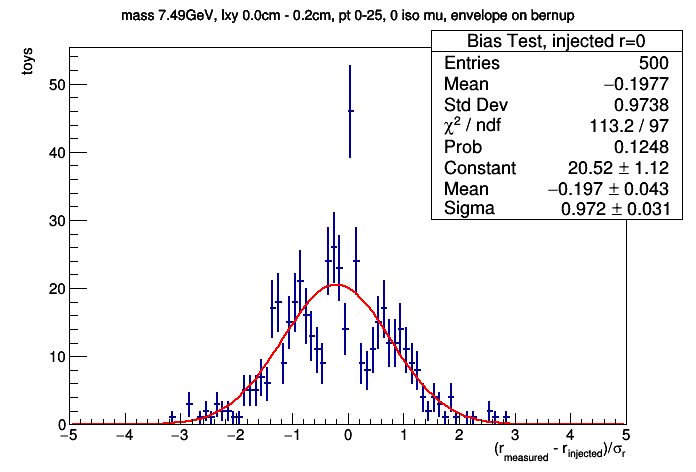 mass 7.49GeV, lxy 0.0cm - 0.2cm, pt 0-25, 0 iso mu, envelope on bernup
Bias Test, injected r=0
Entries 500
Mean −0.1977
Std Dev 0.9738
χ² / ndf 113.2 / 97
Prob 0.1248
Constant 20.52 ± 1.12
Mean −0.197 ± 0.043
Sigma 0.972 ± 0.031
toys
50
40
30
20
10
0
−5 −4 −3 −2 −1 0 1 2 3 4 5
(r_measured - r_injected)/σ_r